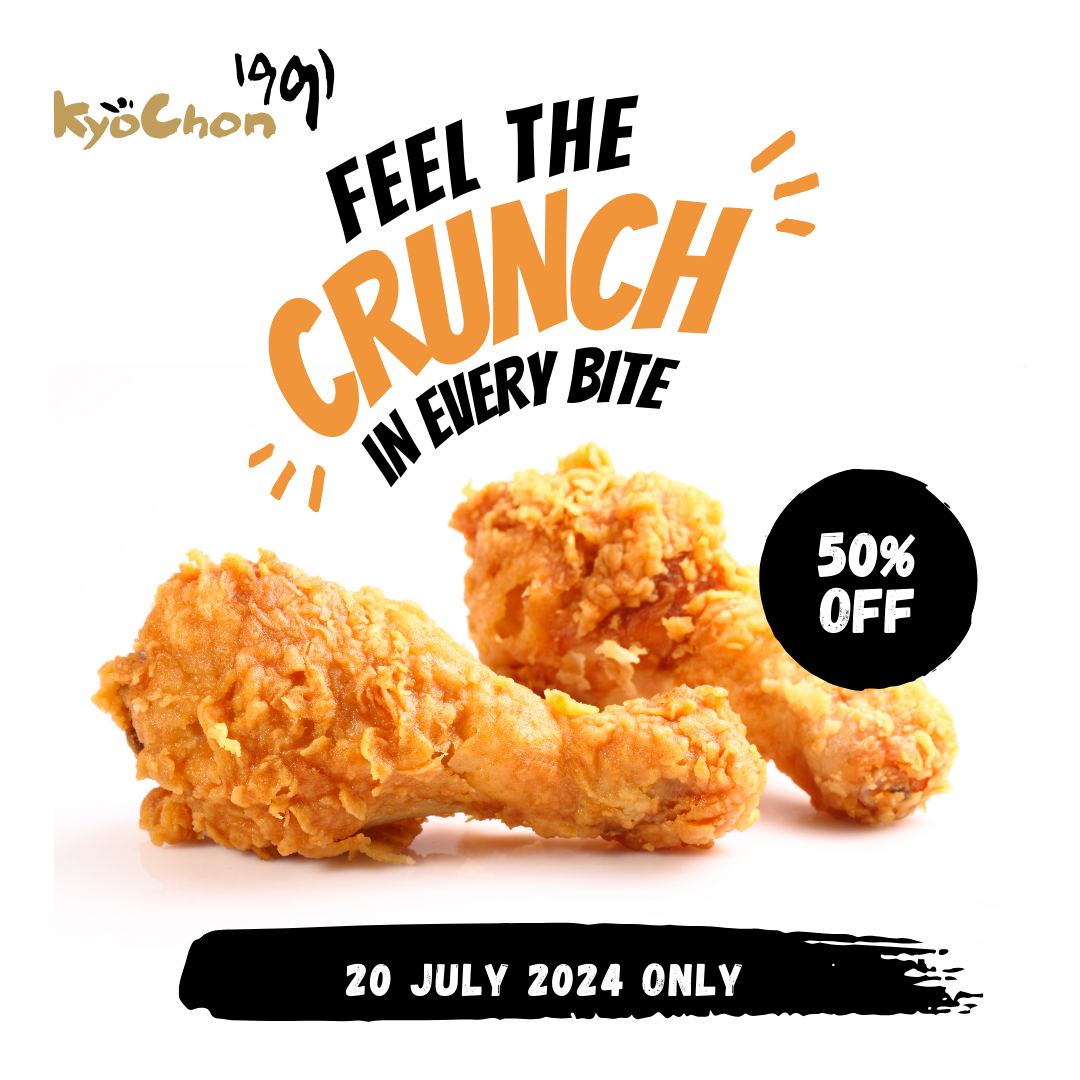 KyoChon
1991
FEEL THE
CRUNCH
IN EVERY BITE
50%
OFF
20 JULY 2024 ONLY